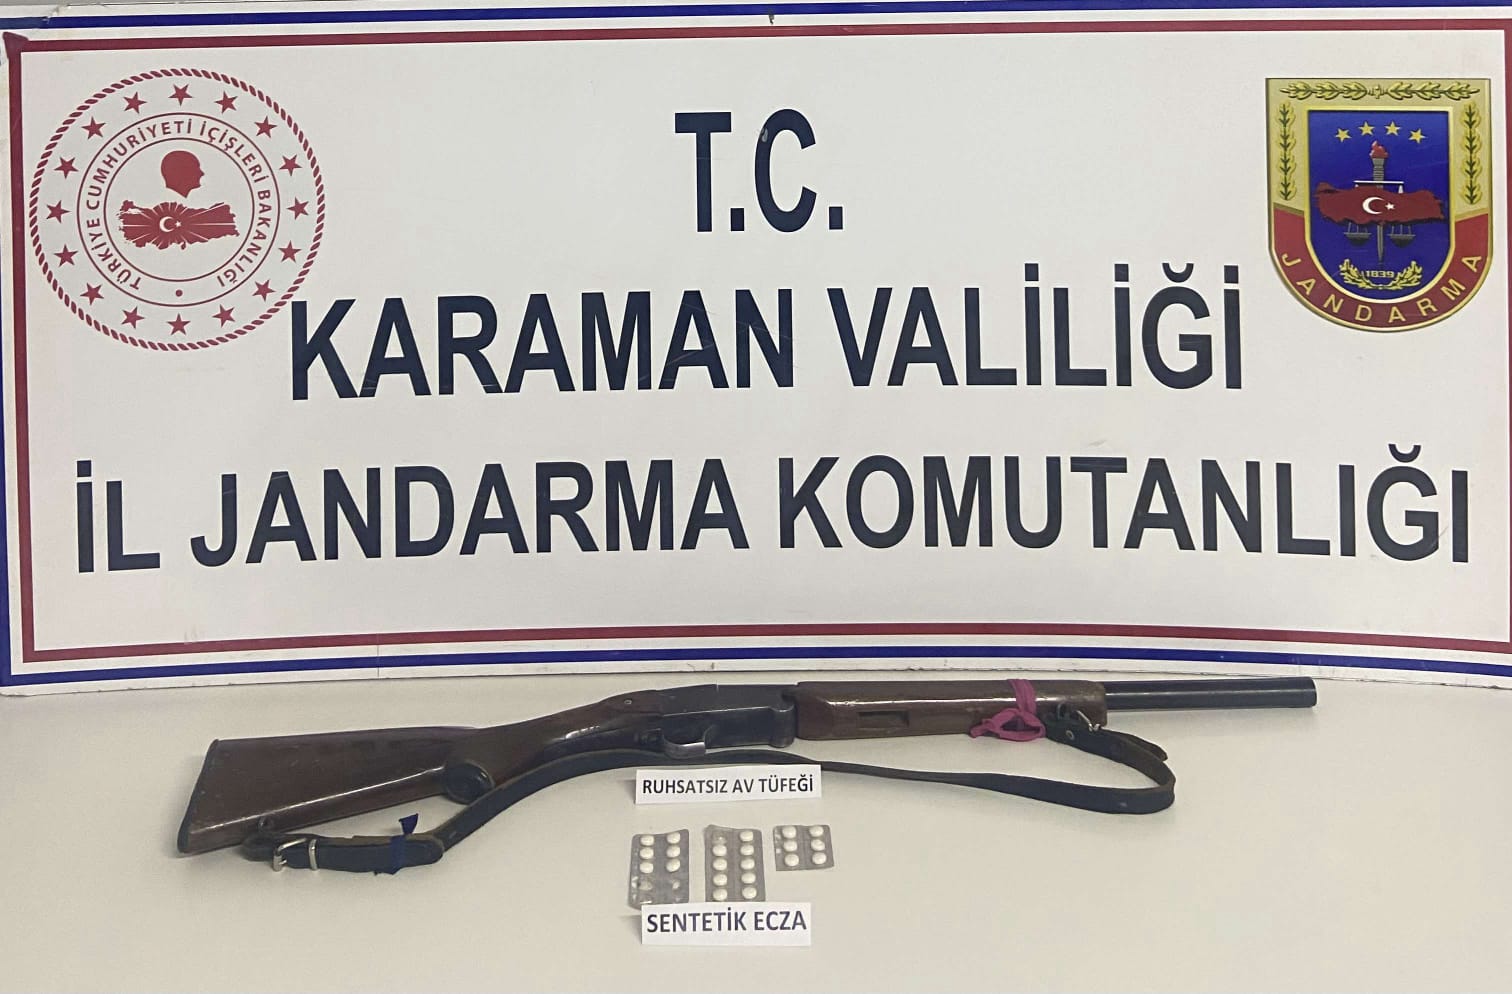 T.C.
KARAMAN VALİLİĞİ
İL JANDARMA KOMUTANLIĞI
TÜRKİYE CUMHURİYETİ İÇİŞLERİ BAKANLIĞI
1839
JANDARMA
RUHSATSIZ AV TÜFEĞİ
SENTETİK ECZA